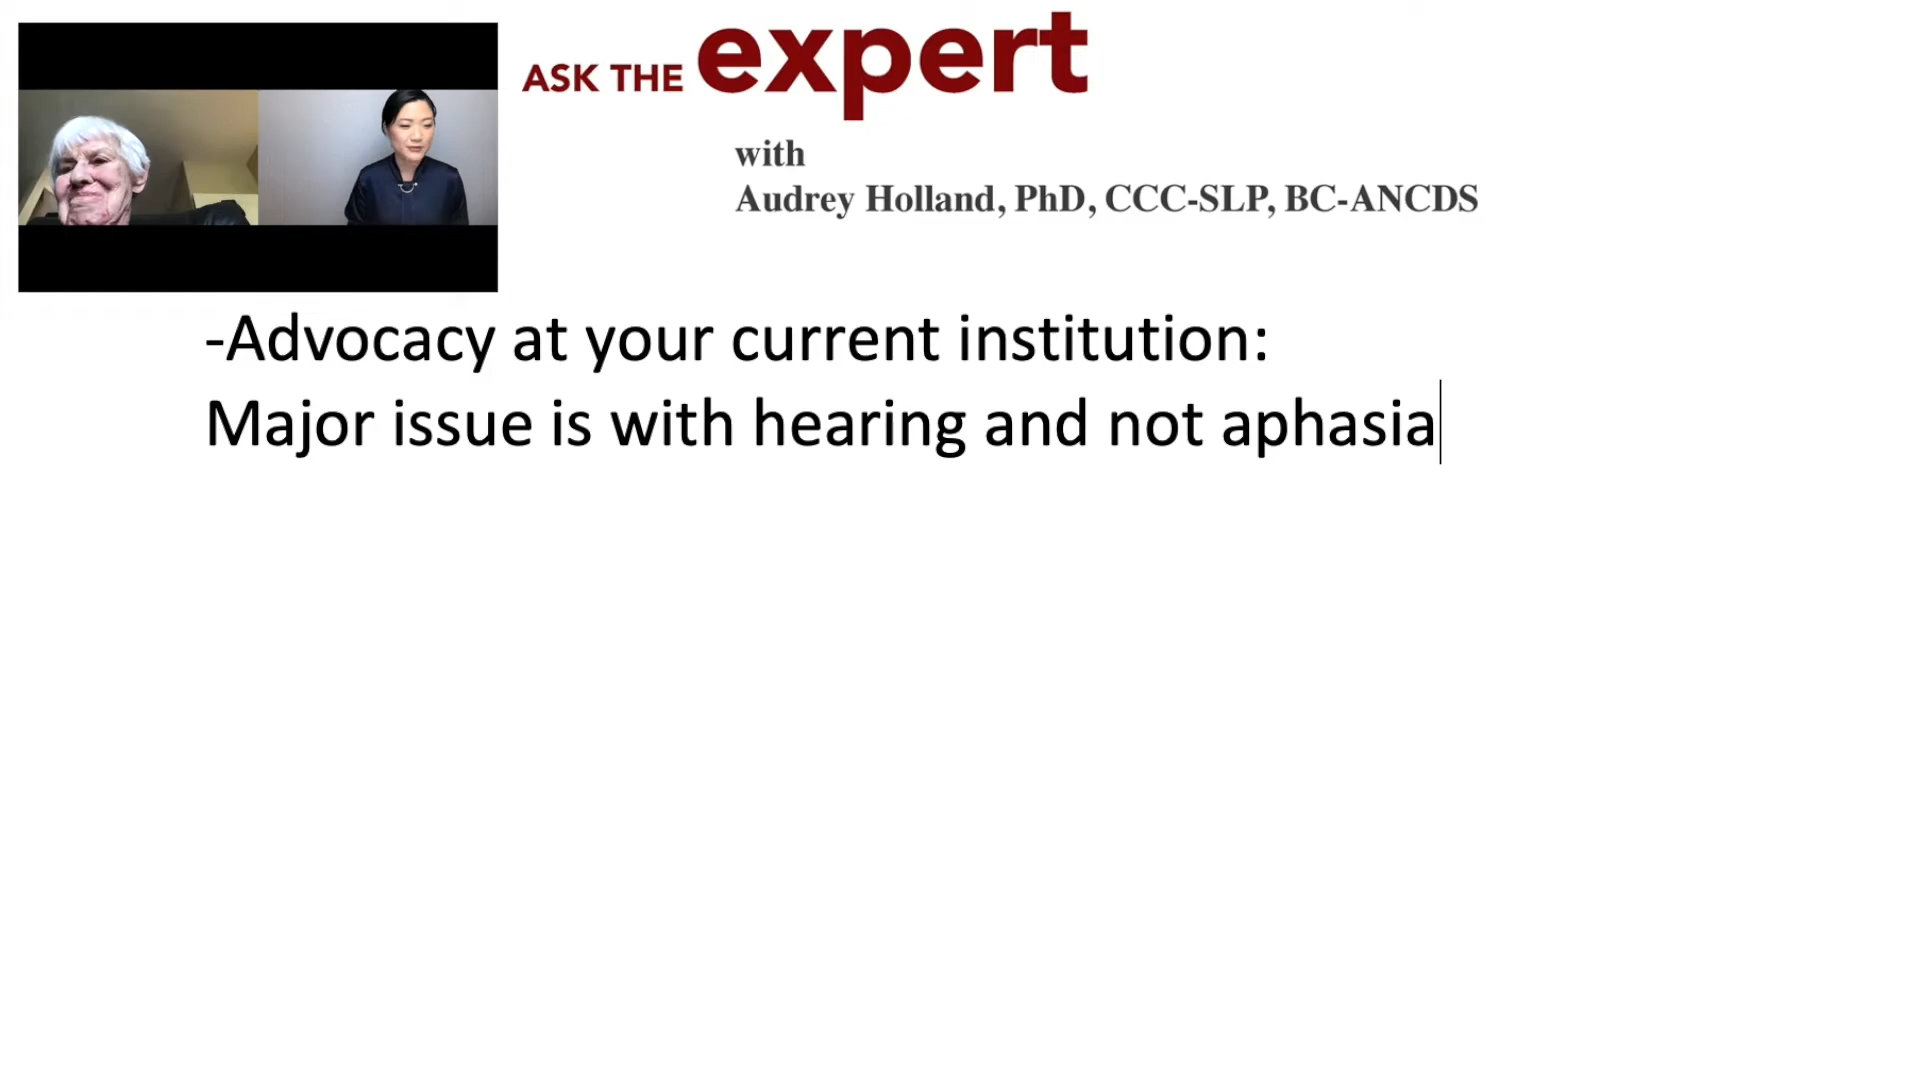 ASK THE expert
with
Audrey Holland, PhD, CCC-SLP, BC-ANCDS
-Advocacy at your current institution:
Major issue is with hearing and not aphasia